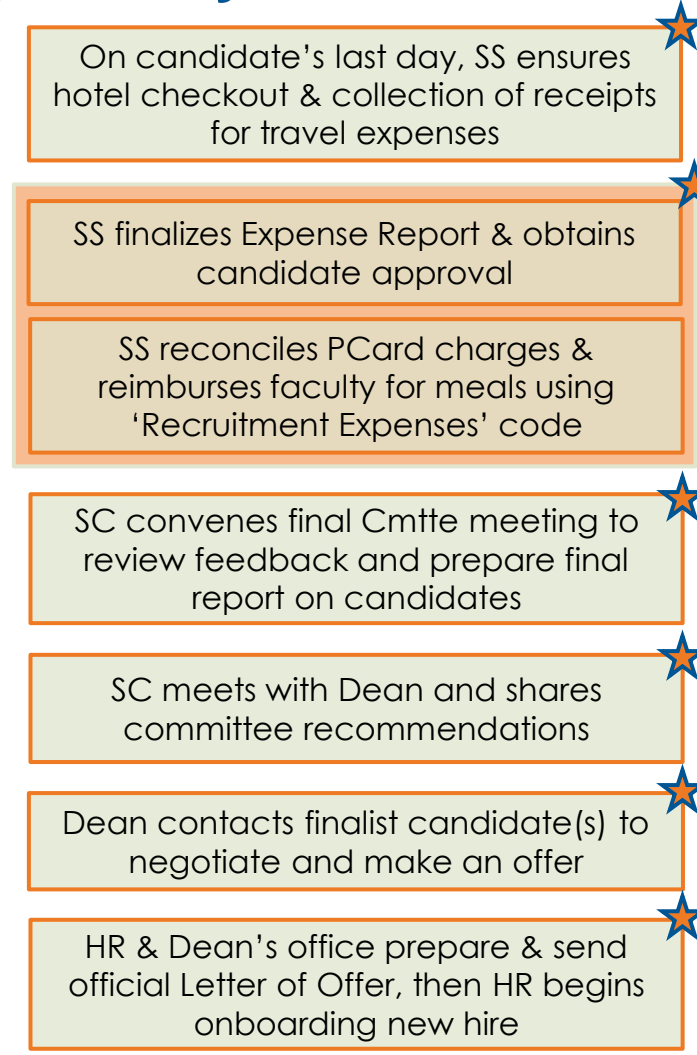 On candidate's last day, SS ensures
hotel checkout & collection of receipts
for travel expenses
SS finalizes Expense Report & obtains
candidate approval
SS reconciles PCard charges &
reimburses faculty for meals using
‘Recruitment Expenses’ code
SC convenes final Cmtte meeting to
review feedback and prepare final
report on candidates
SC meets with Dean and shares
committee recommendations
Dean contacts finalist candidate(s) to
negotiate and make an offer
HR & Dean's office prepare & send
official Letter of Offer, then HR begins
onboarding new hire